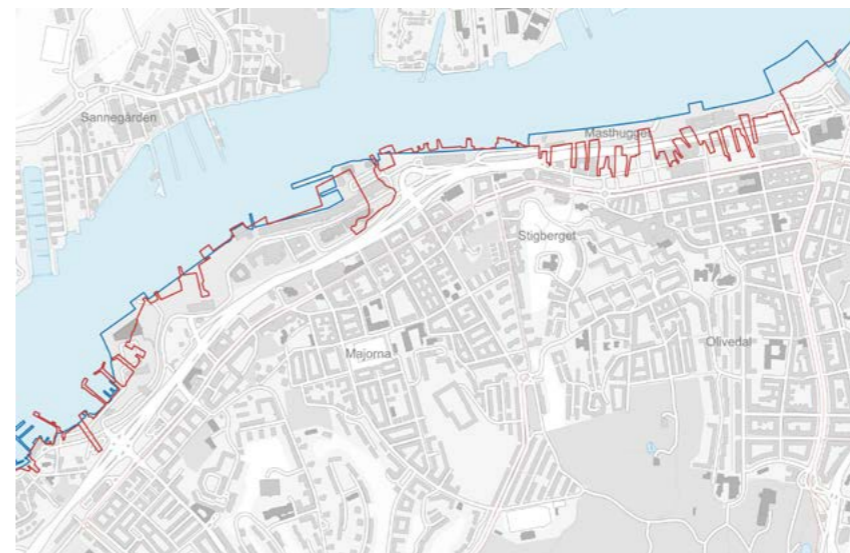 Sannegården
Masthugget
Stigberget
Majorna
Olivedal